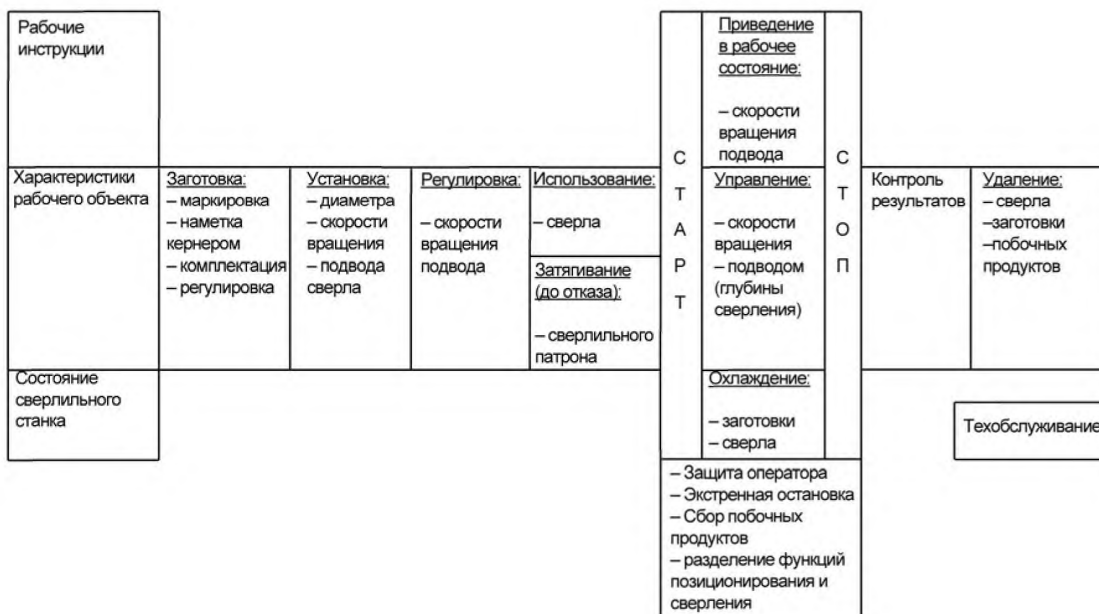 Рабочие
инструкции
Характеристики
рабочего объекта
Состояние
сверлильного
станка
Заготовка:
– маркировка
– наметка
кернером
– комплектация
– регулировка
Установка:
– диаметра
– скорости
вращения
– подвода
сверла
Регулировка:
– скорости
вращения
подвода
Использование:
– сверла
Затягивание
(до отказа):
– сверлильного
патрона
С
Т
А
Р
Т
Приведение
в рабочее
состояние:
– скорости
вращения
подвода
Управление:
– скорости
вращения
– подводом
(глубины
сверления)
Охлаждение:
– заготовки
– сверла
С
Т
О
П
– Защита оператора
– Экстренная остановка
– Сбор побочных
продуктов
– разделение функций
позиционирования и
сверления
Контроль
результатов
Удаление:
– сверла
–заготовки
–побочных
продуктов
Техобслуживание